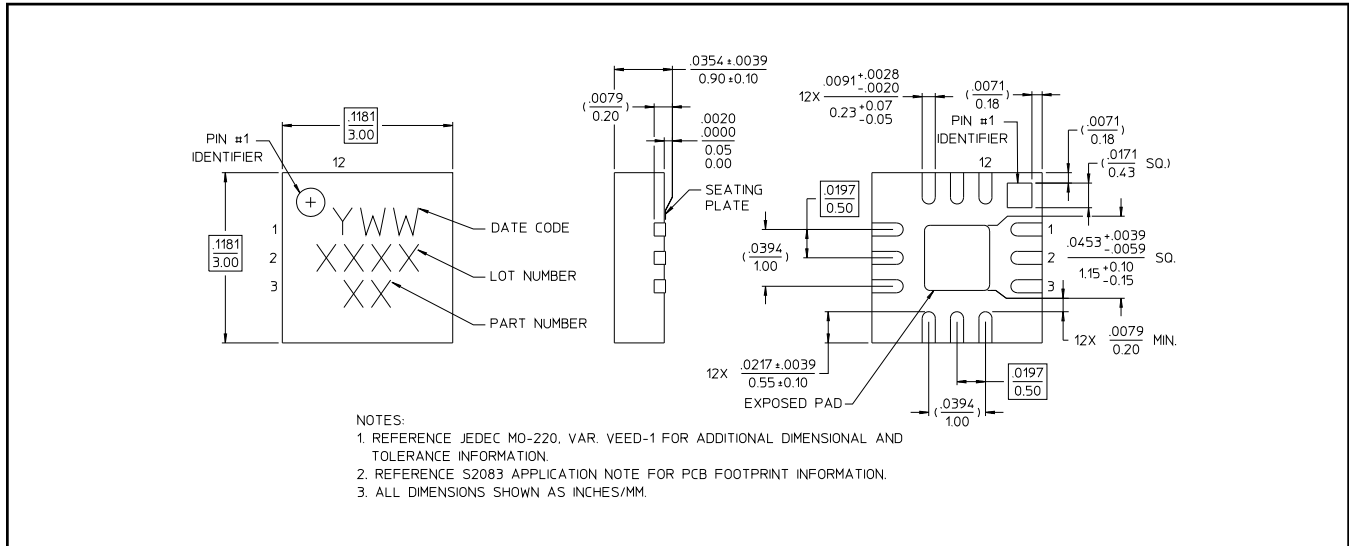 .1181
3.00
PIN #1
IDENTIFIER
12
.1181
3.00
1
2
3
YWW
XXXX
XX
DATE CODE
LOT NUMBER
PART NUMBER
.0354 ±.0039
0.90 ±0.10
(.0079
0.20)
.0020
.0000
0.05
0.00
SEATING
PLATE
12X .0091 +.0028 -.0020
0.23 +0.07 -0.05
(.0071
0.18)
PIN #1
IDENTIFIER
12
(.0071
0.18)
(.0171 SQ.)
0.43
.0197
0.50
(.0394
1.00)
1
2
3
.0453 +.0039 -.0059 SQ.
1.15 +0.10 -0.15
12X .0079 MIN.
0.20
12X .0217 ±.0039
0.55 ±0.10
EXPOSED PAD
(.0394
1.00)
.0197
0.50
NOTES:
1. REFERENCE JEDEC MO-220, VAR. VEED-1 FOR ADDITIONAL DIMENSIONAL AND
TOLERANCE INFORMATION.
2. REFERENCE S2083 APPLICATION NOTE FOR PCB FOOTPRINT INFORMATION.
3. ALL DIMENSIONS SHOWN AS INCHES/MM.